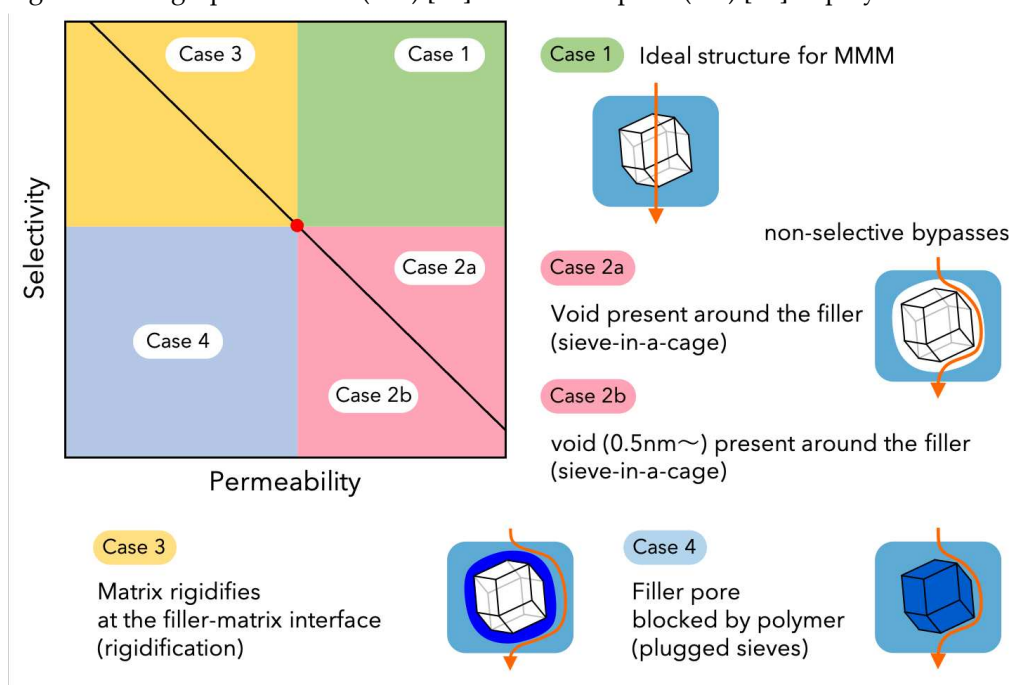 Case 3
Case 1
Case 2a
Case 4
Case 2b
Selectivity
Permeability
Case 1 Ideal structure for MMM
non-selective bypasses
Case 2a
Void present around the filler
(sieve-in-a-cage)
Case 2b
void (0.5nm～) present around the filler
(sieve-in-a-cage)
Case 3
Matrix rigidifies
at the filler-matrix interface
(rigidification)
Case 4
Filler pore
blocked by polymer
(plugged sieves)